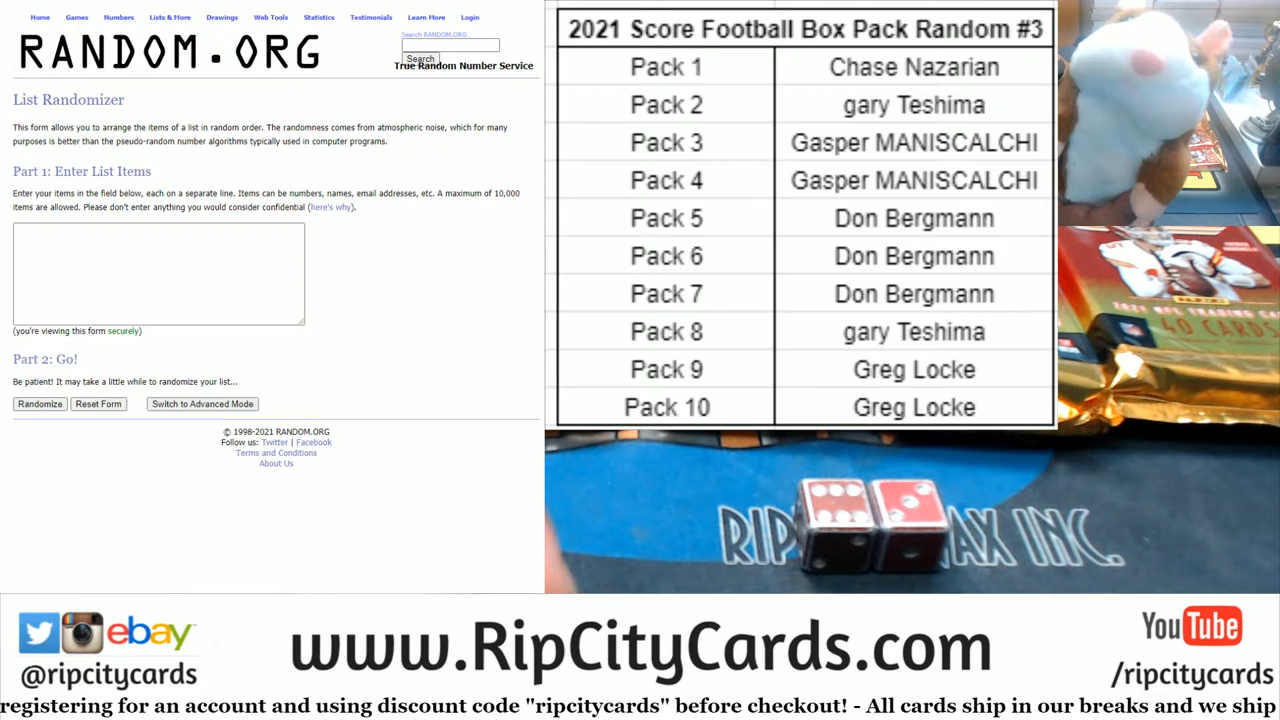 Home Games Numbers Lists & More Drawings Web Tools Statistics Testimonials Learn More Login
RANDOM.ORG
Search RANDOM.ORG
Search
True Random Number Service
List Randomizer
This form allows you to arrange the items of a list in random order. The randomness comes from atmospheric noise, which for many
purposes is better than the pseudo-random number algorithms typically used in computer programs.
Part 1: Enter List Items
Enter your items in the field below, each on a separate line. Items can be numbers, names, email addresses, etc. A maximum of 10,000
items are allowed. Please don't enter anything you would consider confidential (here's why).
(you're viewing this form securely)
Part 2: Go!
Be patient! It may take a little while to randomize your list...
Randomize Reset Form Switch to Advanced Mode
© 1998-2021 RANDOM.ORG
Follow us: Twitter | Facebook
Terms and Conditions
About Us
2021 Score Football Box Pack Random #3
Pack 1 Chase Nazarian
Pack 2 gary Teshima
Pack 3 Gasper MANISCALCHI
Pack 4 Gasper MANISCALCHI
Pack 5 Don Bergmann
Pack 6 Don Bergmann
Pack 7 Don Bergmann
Pack 8 gary Teshima
Pack 9 Greg Locke
Pack 10 Greg Locke
40 CARDS
RIP
INC.
ebay
@ripcitycards
www.RipCityCards.com
YouTube
/ripcitycards
registering for an account and using discount code "ripcitycards" before checkout! - All cards ship in our breaks and we ship